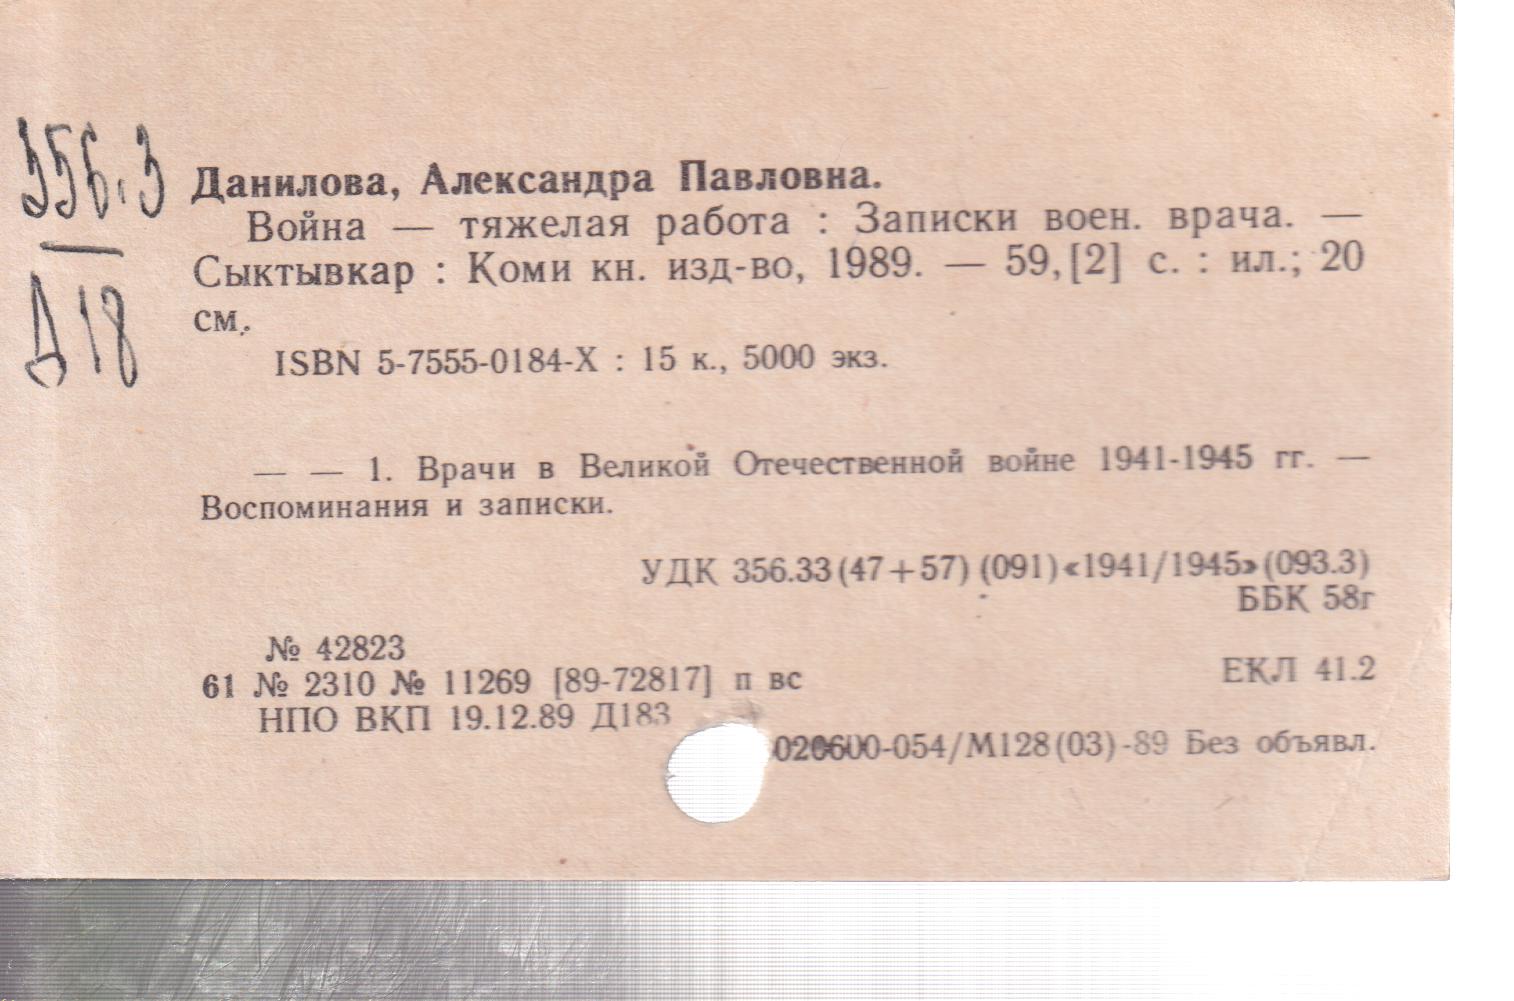 356.3
Д18
Данилова, Александра Павловна.
Война — тяжелая работа : Записки воен. врача. —
Сыктывкар : Коми кн. изд-во, 1989. — 59, [2] с. : ил.; 20
см.
ISBN 5-7555-0184-X : 15 к., 5000 экз.
— — 1. Врачи в Великой Отечественной войне 1941-1945 гг. —
Воспоминания и записки.
УДК 356.33(47+57)(091)«1941/1945»(093.3)
ББК 58г
№ 42823
61 № 2310 № 11269 [89-72817] п вс
ЕКЛ 41.2
НПО ВКП 19.12.89 Д183
020600-054/М128(03)-89 Без объявл.